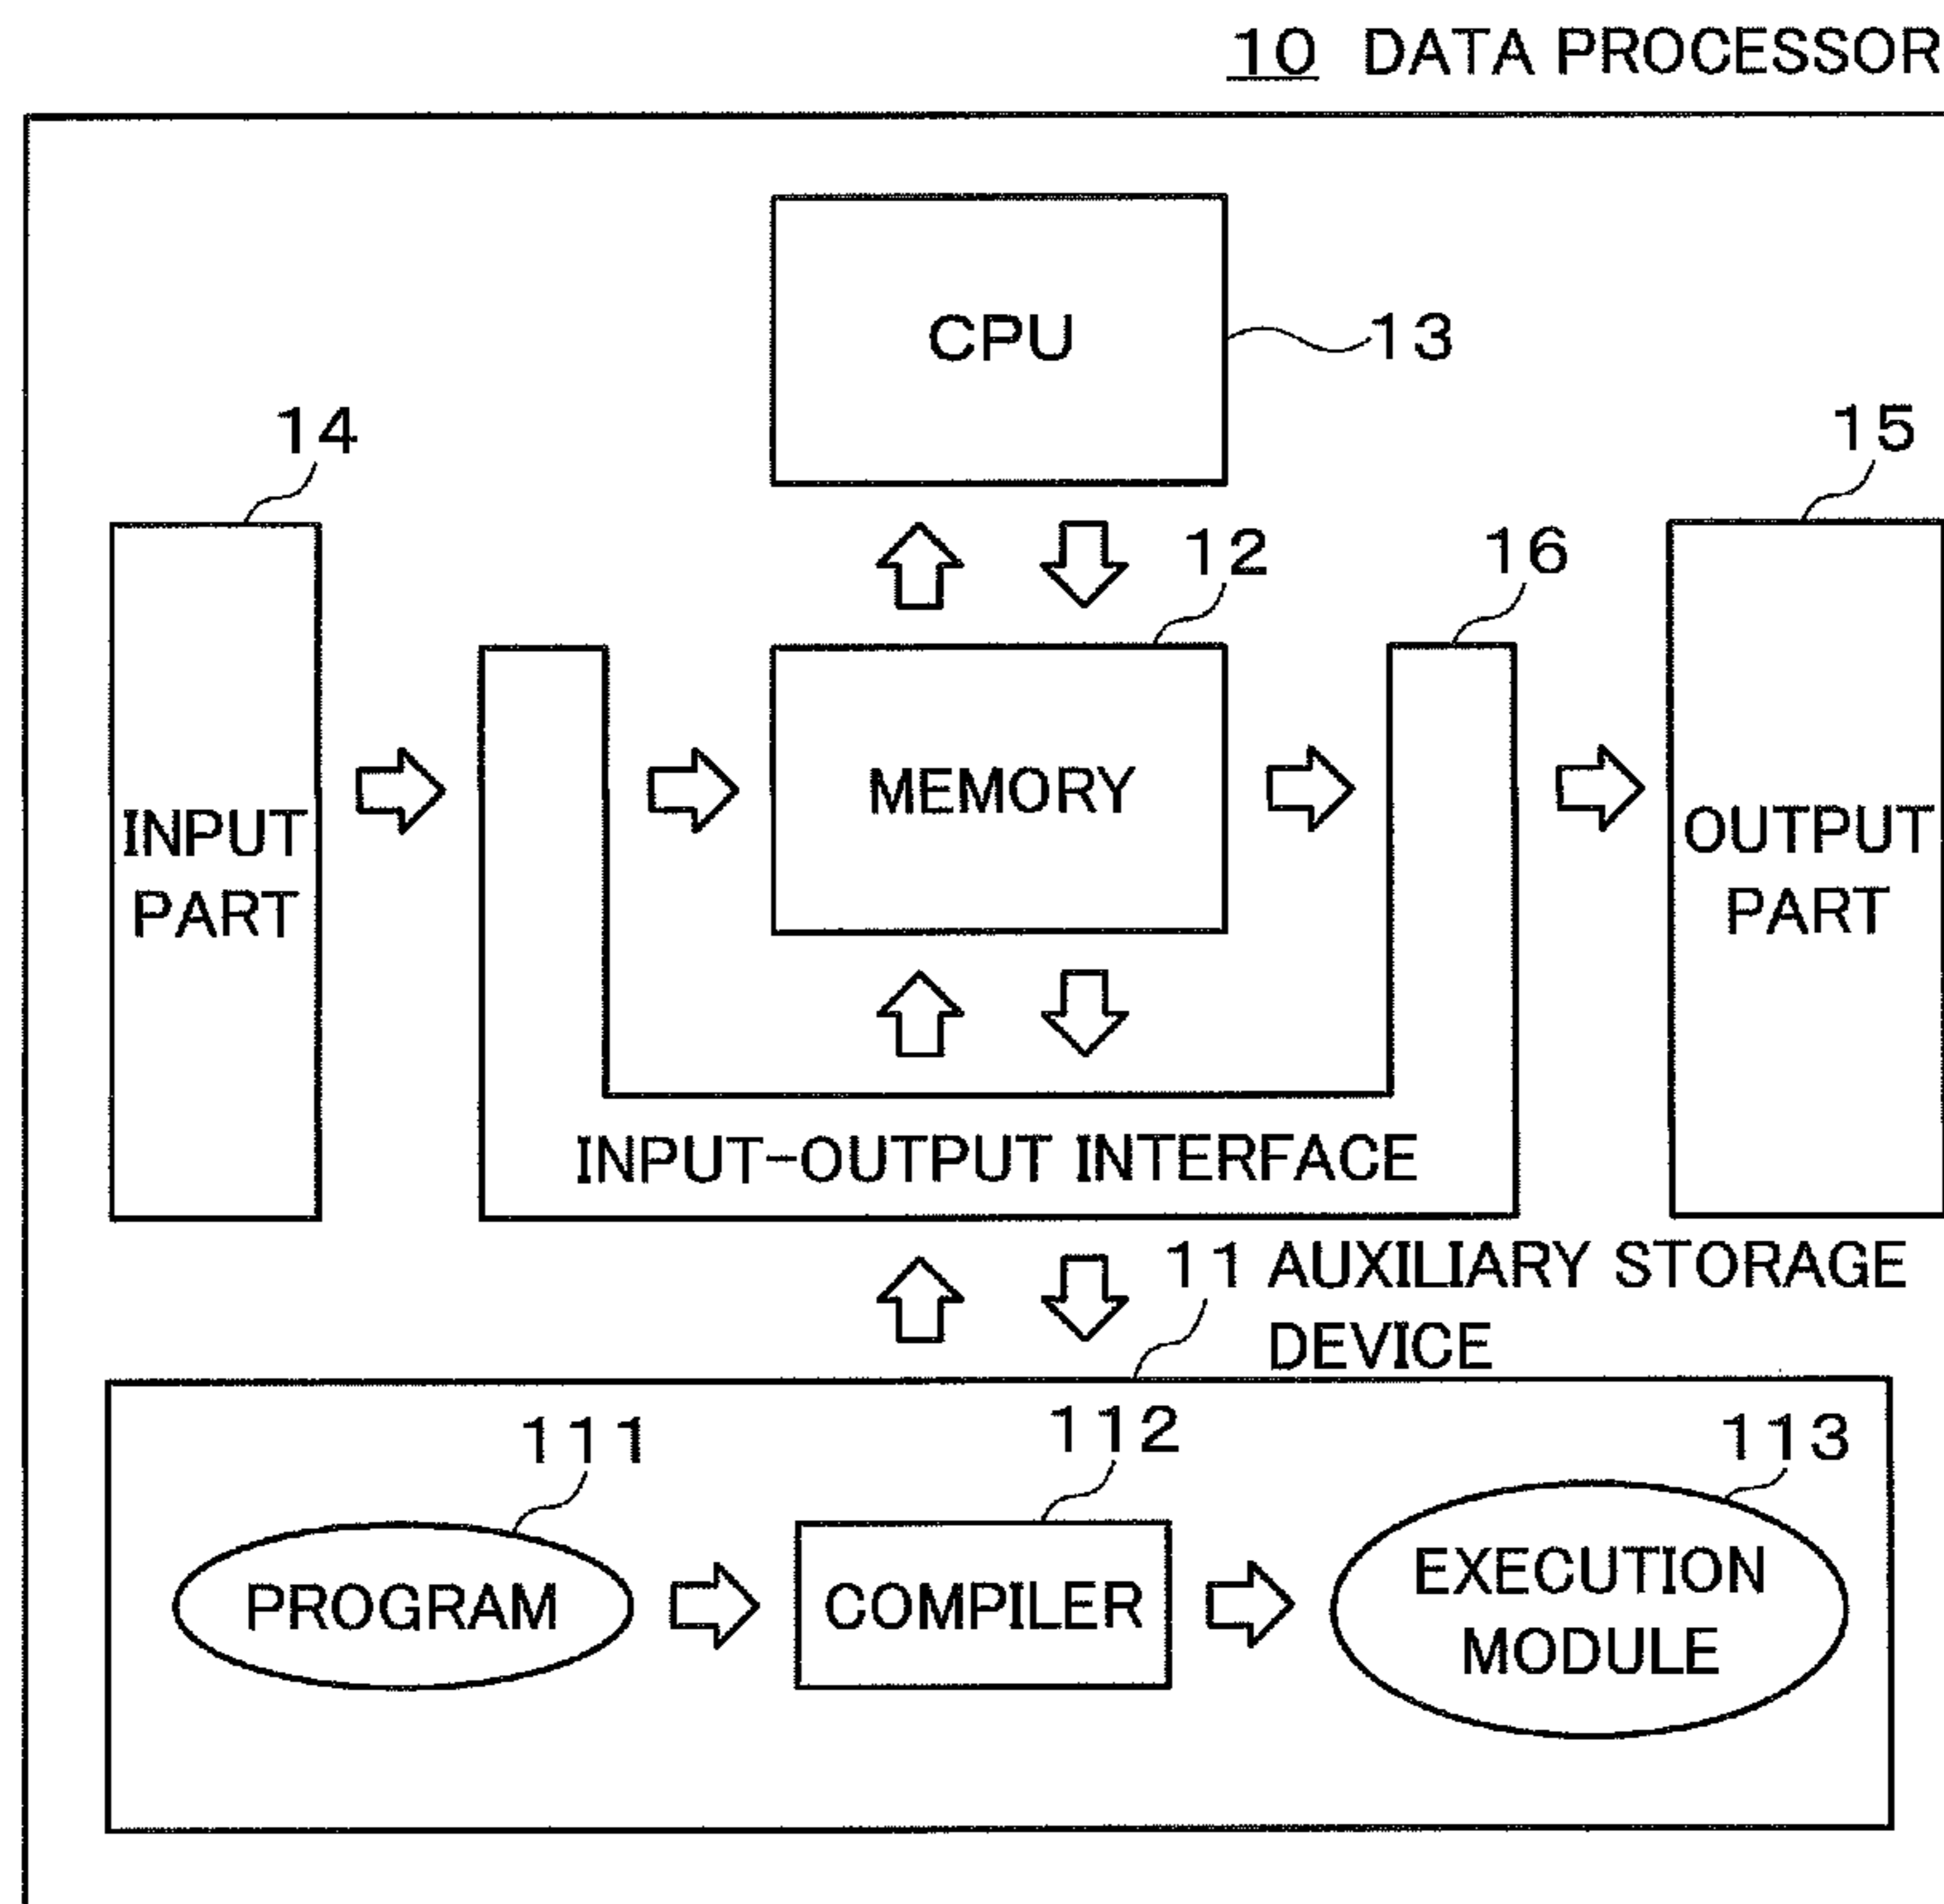 10 DATA PROCESSOR
CPU
13
14
15
12
16
MEMORY
INPUT
PART
OUTPUT
PART
INPUT-OUTPUT INTERFACE
11 AUXILIARY STORAGE
DEVICE
111
112
113
PROGRAM
COMPILER
EXECUTION
MODULE